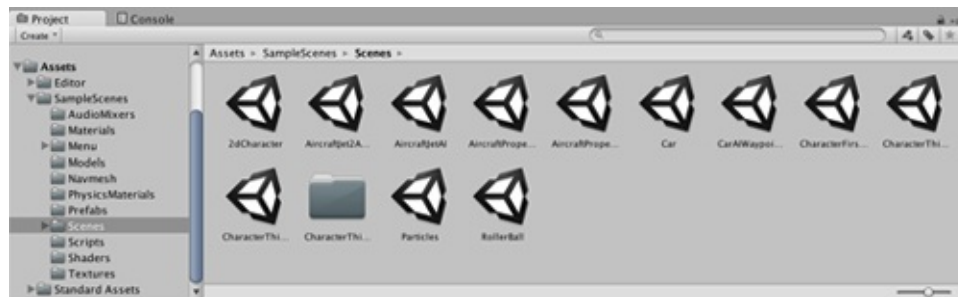 Project Console
Create
Assets ▸ SampleScenes ▸ Scenes ▸
Assets
Editor
SampleScenes
AudioMixers
Materials
Menu
Models
Navmesh
PhysicsMaterials
Prefabs
Scenes
Scripts
Shaders
Textures
Standard Assets
2dCharacter AircraftJet2A... AircraftJetAI AircraftPrope... AircraftPrope... Car CarAIWaypoi... CharacterFirs... CharacterThi...
CharacterThi... CharacterThi... Particles RollerBall